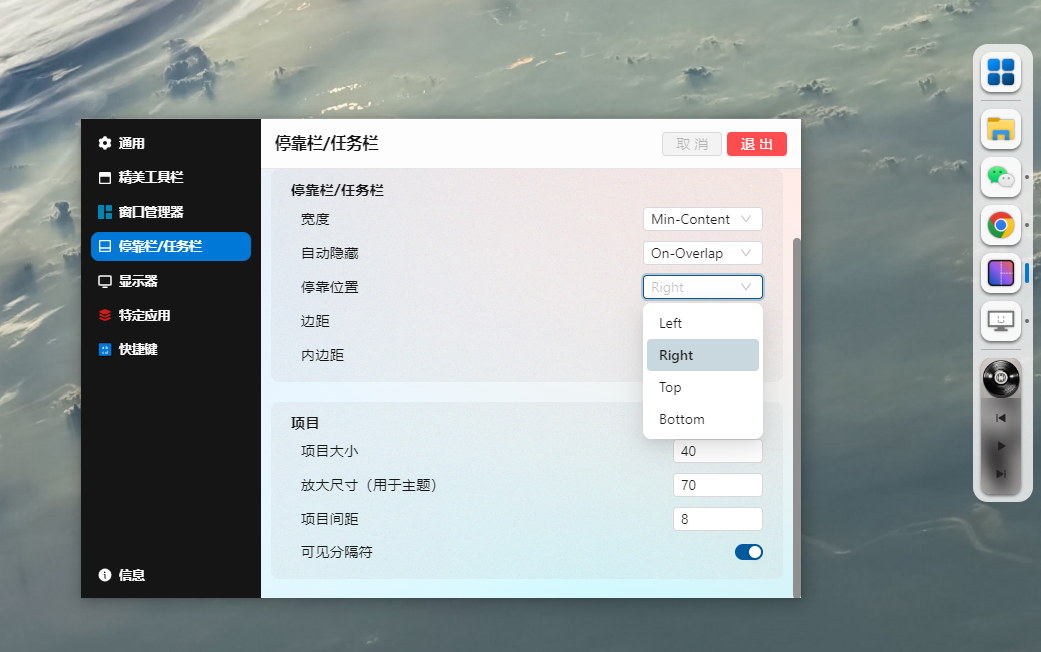 通用
精美工具栏
窗口管理器
停靠栏/任务栏
显示器
特定应用
快捷键
信息
停靠栏/任务栏
取 消
退 出
停靠栏/任务栏
宽度
Min-Content
自动隐藏
On-Overlap
停靠位置
Right
边距
内边距
Left
Right
Top
Bottom
项目
项目大小
40
放大尺寸（用于主题）
70
项目间距
8
可见分隔符